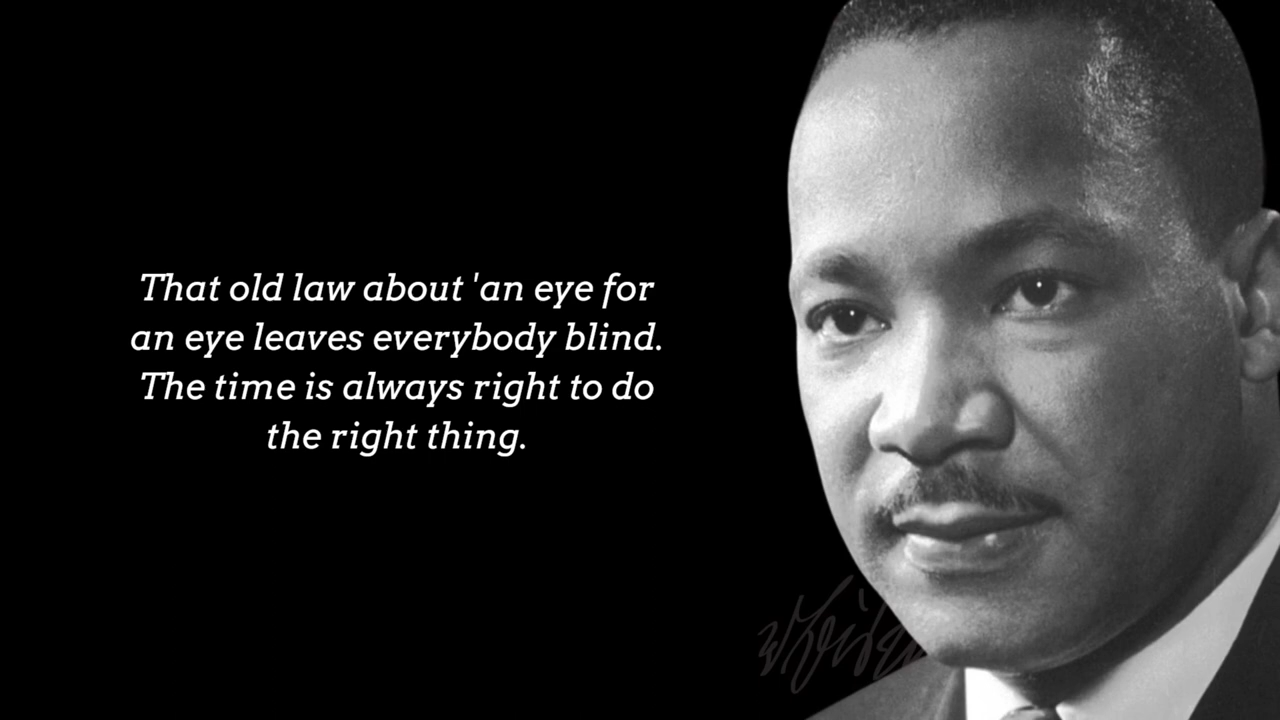 That old law about 'an eye for
an eye leaves everybody blind.
The time is always right to do
the right thing.